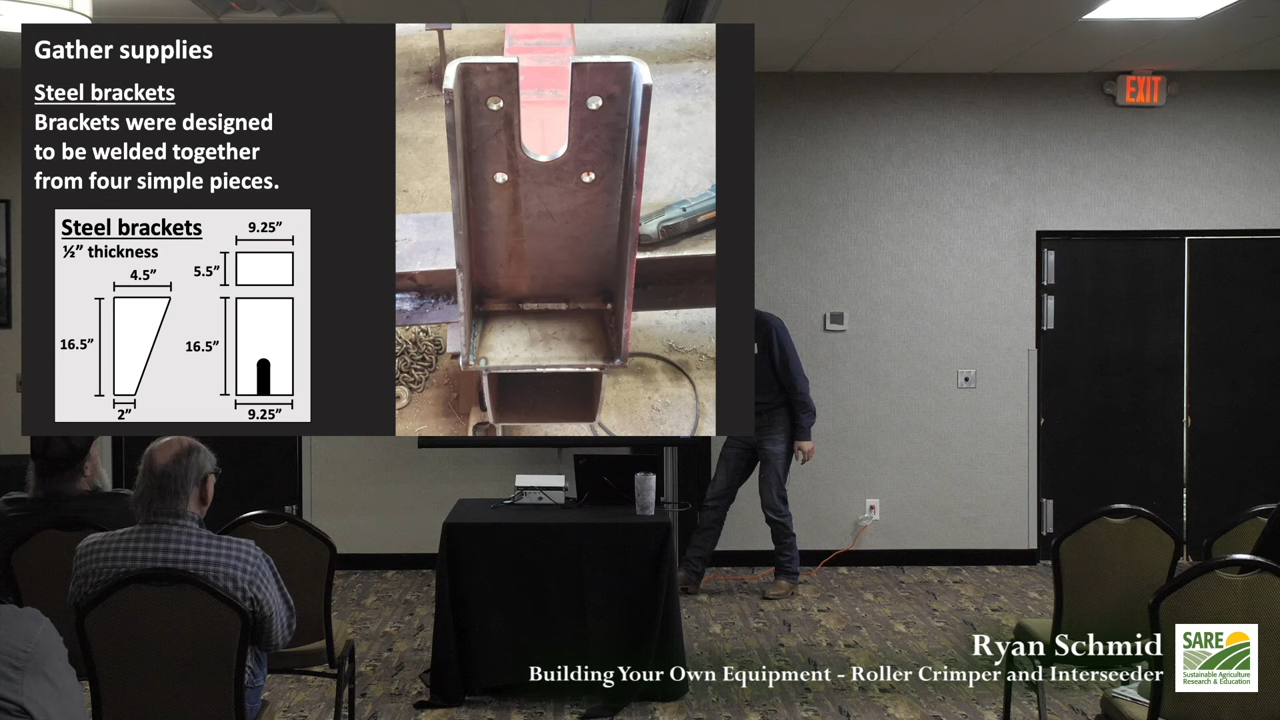 Gather supplies
Steel brackets
Brackets were designed
to be welded together
from four simple pieces.
Steel brackets
½” thickness
9.25”
5.5”
4.5”
16.5”
16.5”
2”
9.25”
EXIT
Ryan Schmid
Building Your Own Equipment - Roller Crimper and Interseeder
SARE
Sustainable Agriculture
Research & Education